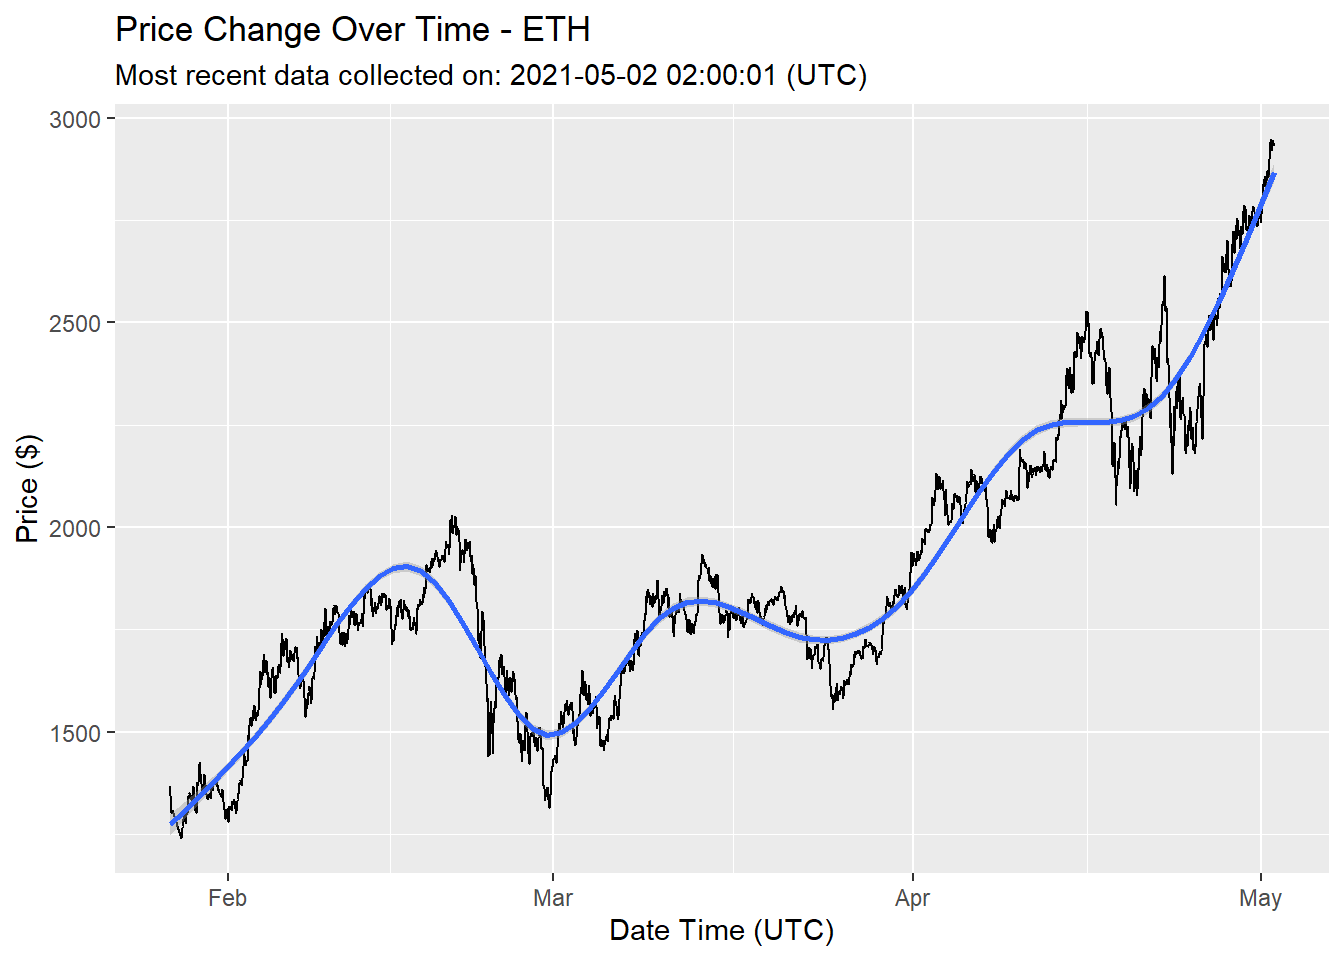 Price Change Over Time - ETH
Most recent data collected on: 2021-05-02 02:00:01 (UTC)
3000
2500
2000
1500
Price ($)
Feb Mar Apr May
Date Time (UTC)